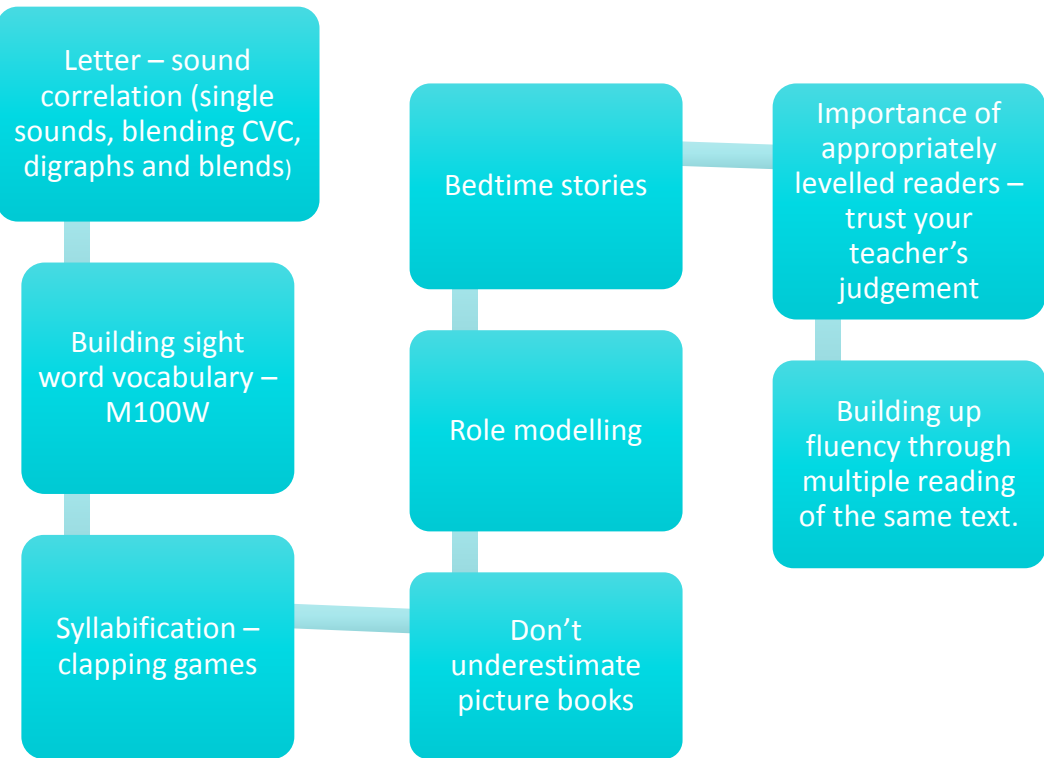 Letter – sound
correlation (single
sounds, blending CVC,
digraphs and blends)
Building sight
word vocabulary –
M100W
Syllabification –
clapping games
Don’t
underestimate
picture books
Role modelling
Bedtime stories
Importance of
appropriately
levelled readers –
trust your
teacher’s
judgement
Building up
fluency through
multiple reading
of the same text.